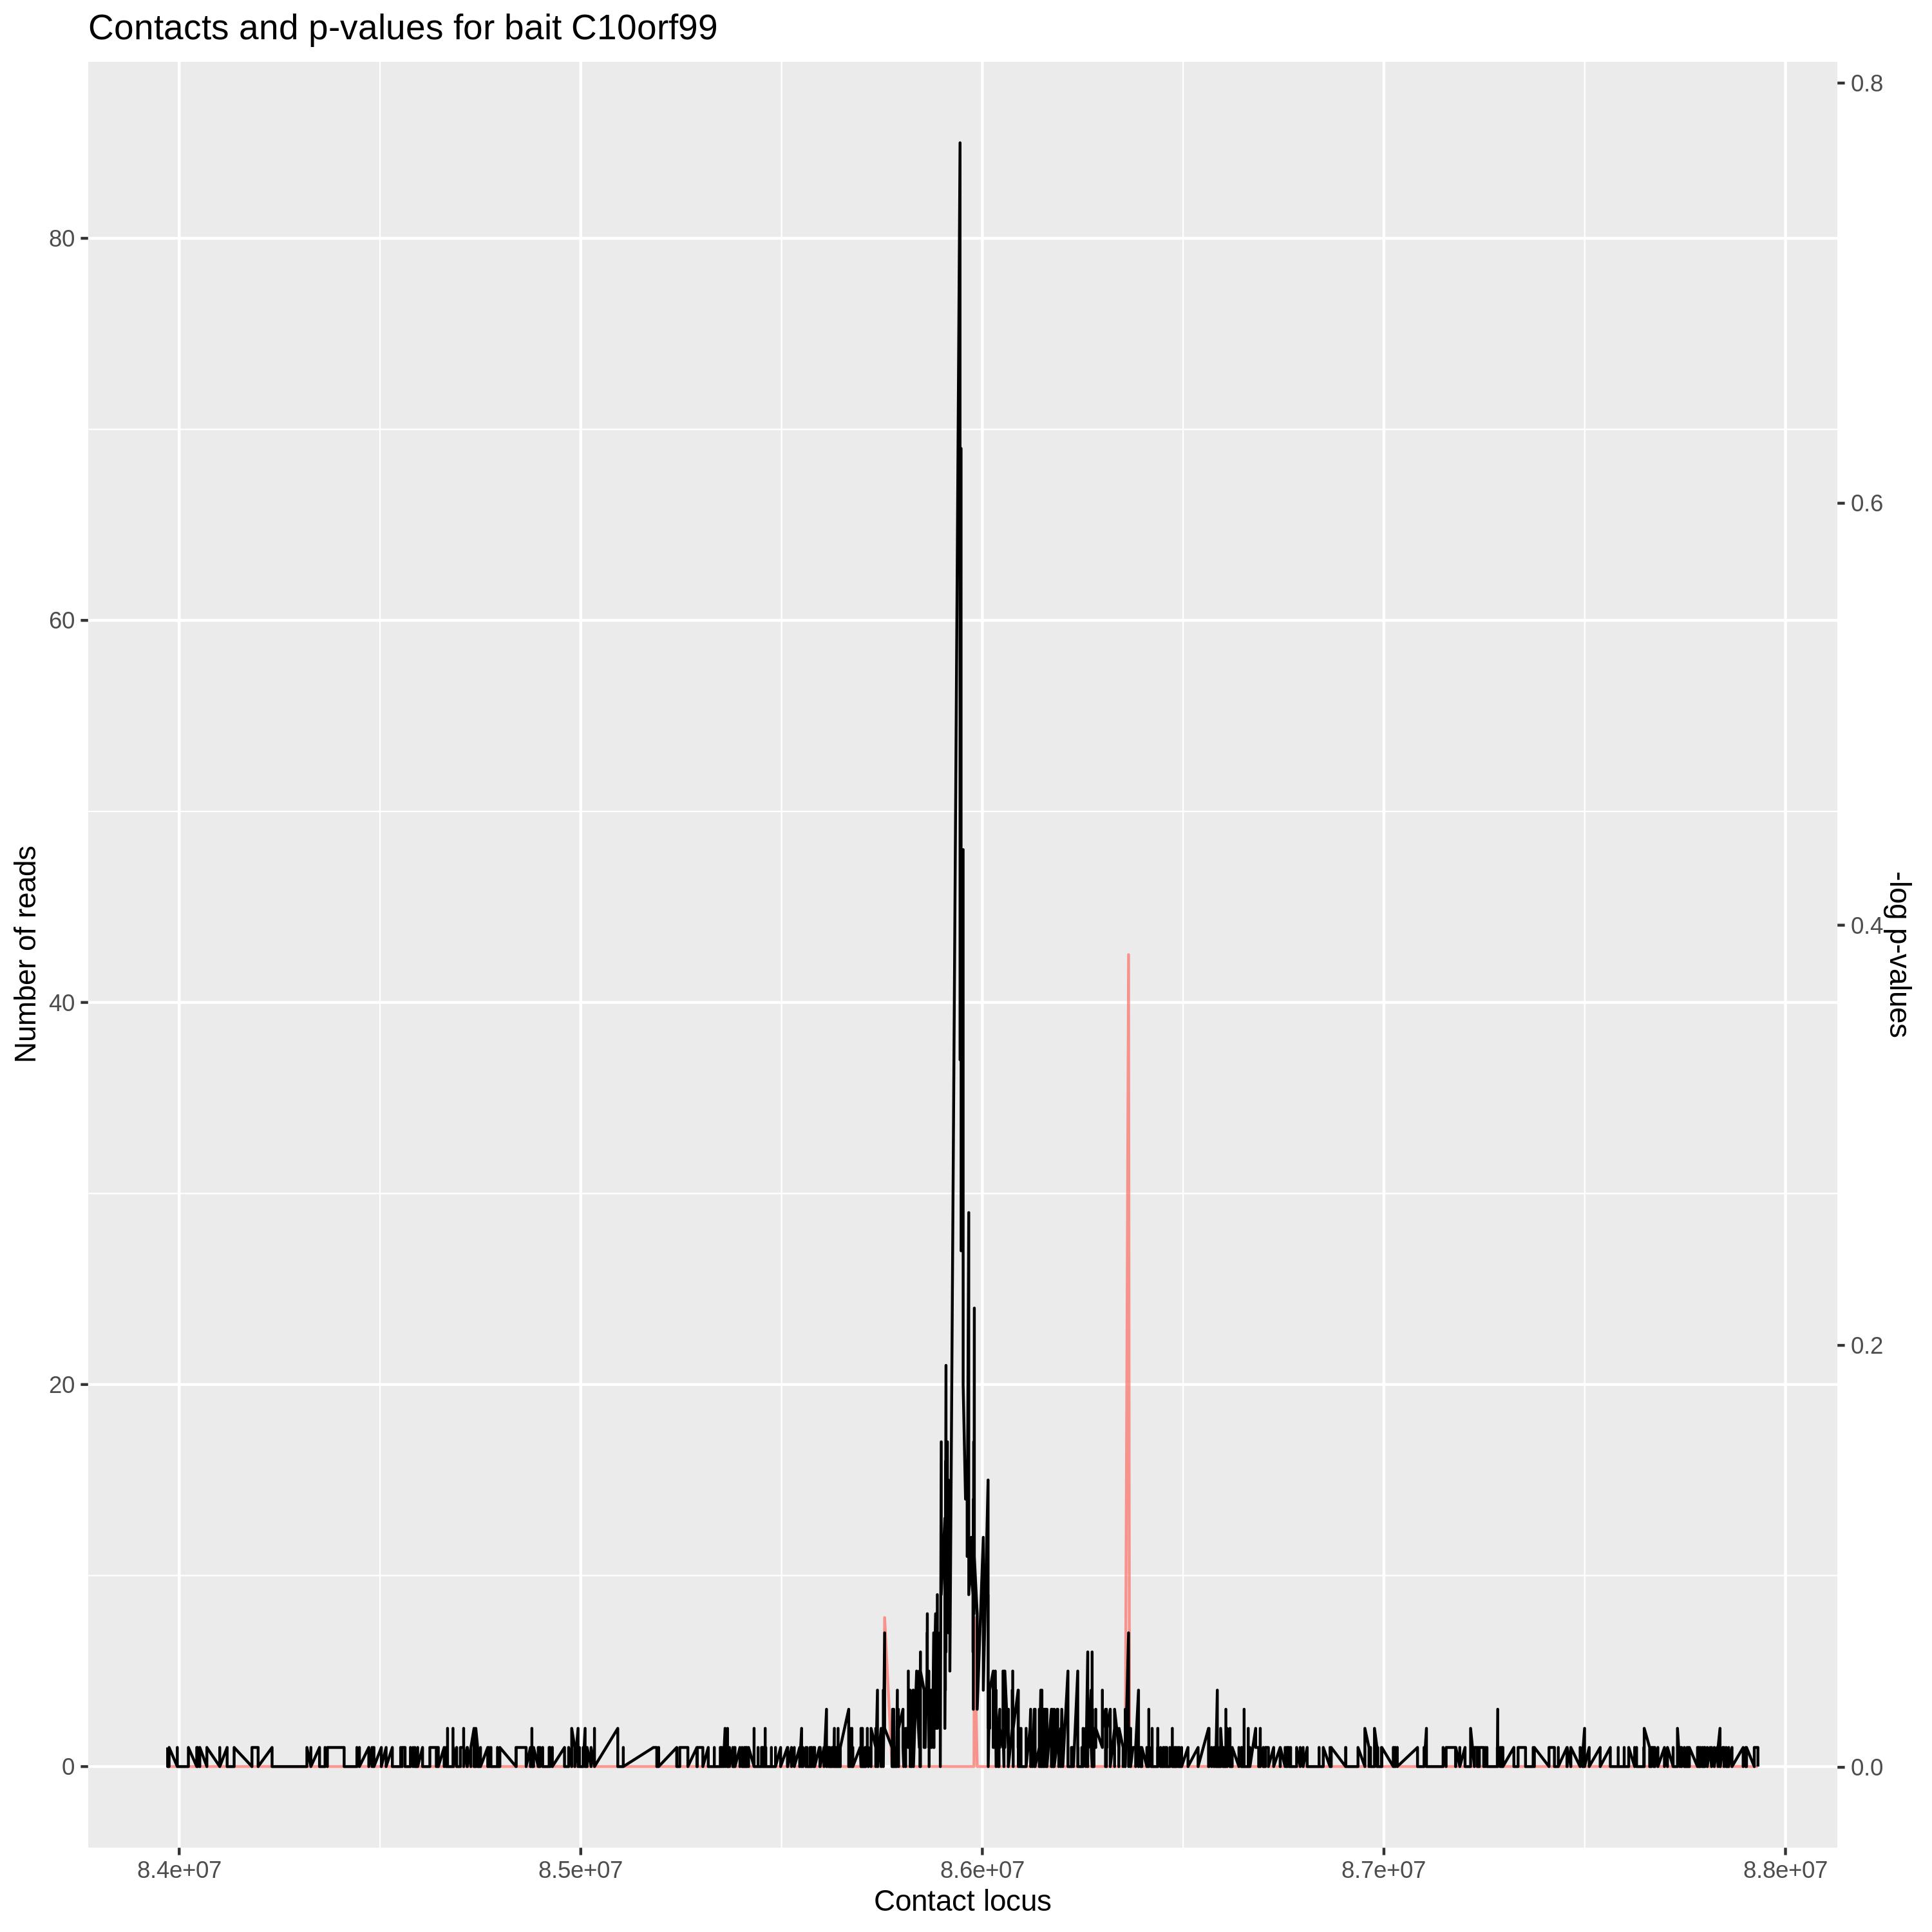 Contacts and p-values for bait C10orf99
80
60
40
20
0
Number of reads
0.8
0.6
0.4
0.2
0.0
-log p-values
8.4e+07 8.5e+07 8.6e+07 8.7e+07 8.8e+07
Contact locus